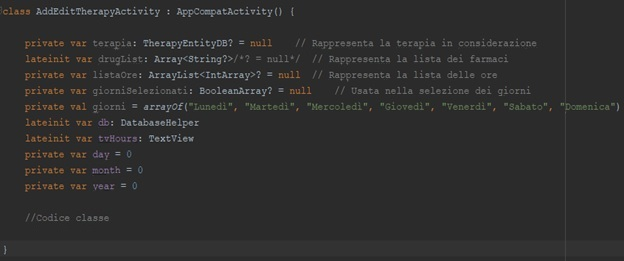 class AddEditTherapyActivity : AppCompatActivity() {
private var terapia: TherapyEntityDB? = null // Rappresenta la terapia in considerazione
lateinit var drugList: Array<String?>/*? = null*/ // Rappresenta la lista dei farmaci
private var listaOre: ArrayList<IntArray>? = null // Rappresenta la lista delle ore
private var giorniSelezionati: BooleanArray? = null // Usata nella selezione dei giorni
private val giorni = arrayOf("Lunedì", "Martedì", "Mercoledì", "Giovedì", "Venerdì", "Sabato", "Domenica")
lateinit var db: DatabaseHelper
lateinit var tvHours: TextView
private var day = 0
private var month = 0
private var year = 0
//Codice classe
}